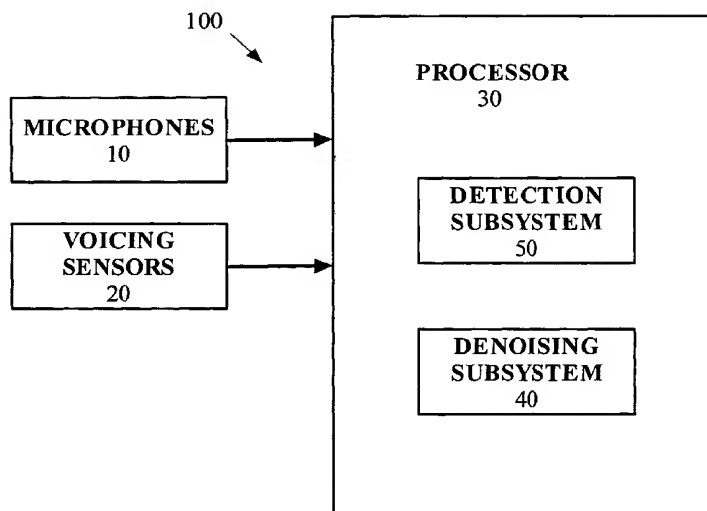 100
PROCESSOR
30
MICROPHONES
10
DETECTION
SUBSYSTEM
50
VOICING
SENSORS
20
DENOISING
SUBSYSTEM
40